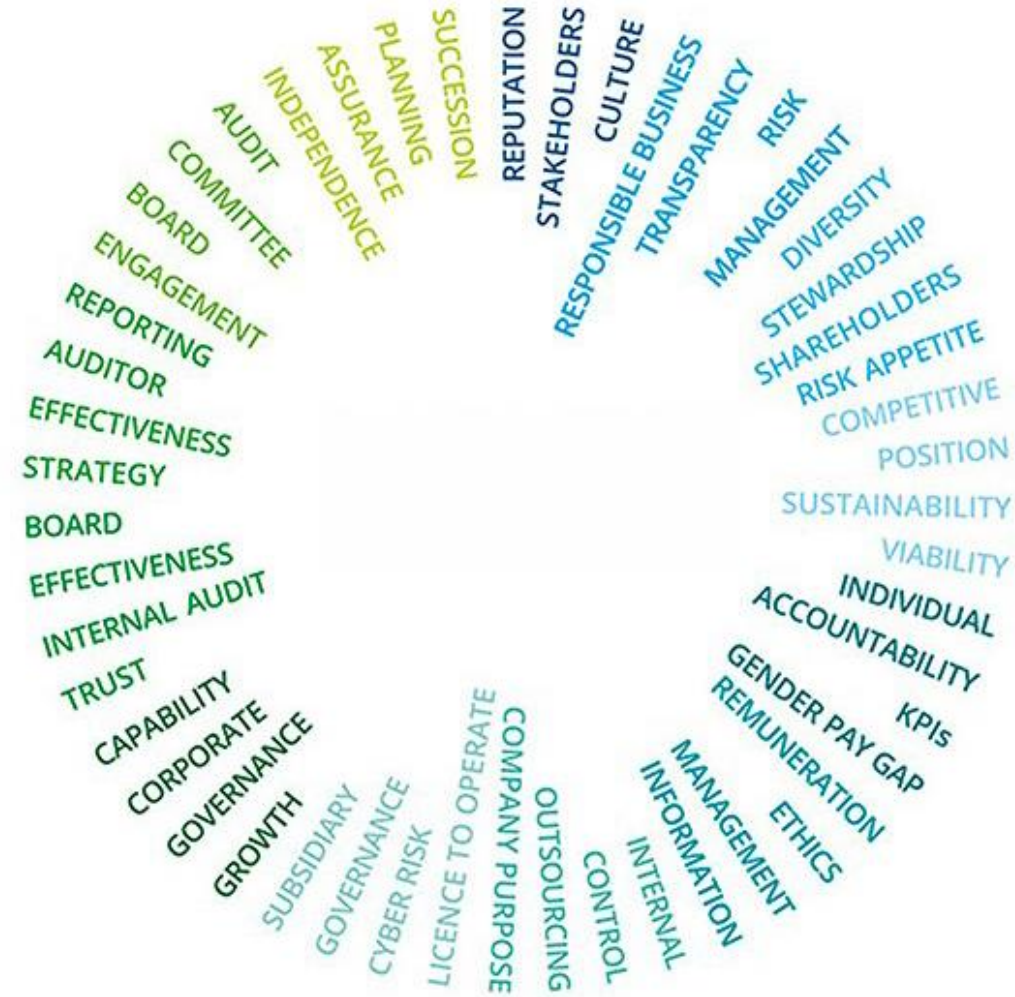 REPUTATION
STAKEHOLDERS
CULTURE
RESPONSIBLE BUSINESS
TRANSPARENCY
RISK
MANAGEMENT
DIVERSITY
STEWARDSHIP
SHAREHOLDERS
RISK APPETITE
COMPETITIVE
POSITION
SUSTAINABILITY
VIABILITY
INDIVIDUAL
ACCOUNTABILITY
KPIs
GENDER PAY GAP
REMUNERATION
ETHICS
MANAGEMENT
INFORMATION
INTERNAL
CONTROL
OUTSOURCING
COMPANY PURPOSE
LICENCE TO OPERATE
CYBER RISK
GOVERNANCE
SUBSIDIARY
GROWTH
GOVERNANCE
CORPORATE
CAPABILITY
TRUST
INTERNAL AUDIT
EFFECTIVENESS
BOARD
STRATEGY
EFFECTIVENESS
AUDITOR
REPORTING
ENGAGEMENT
BOARD
COMMITTEE
AUDIT
INDEPENDENCE
ASSURANCE
PLANNING
SUCCESSION